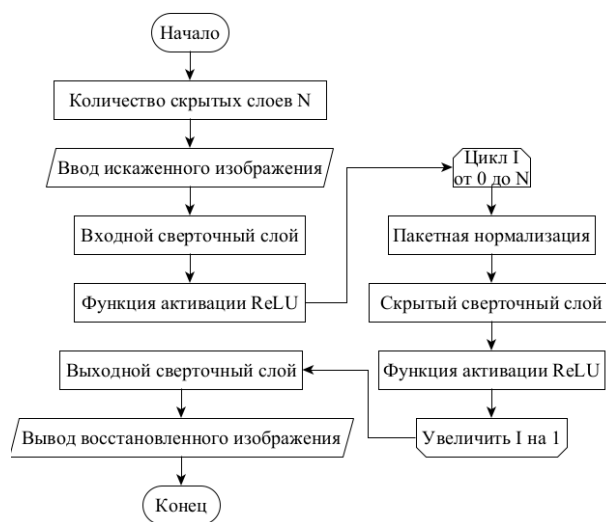 Начало
Количество скрытых слоев N
Ввод искаженного изображения
Входной сверточный слой
Функция активации ReLU
Цикл I
от 0 до N
Пакетная нормализация
Скрытый сверточный слой
Функция активации ReLU
Увеличить I на 1
Выходной сверточный слой
Вывод восстановленного изображения
Конец